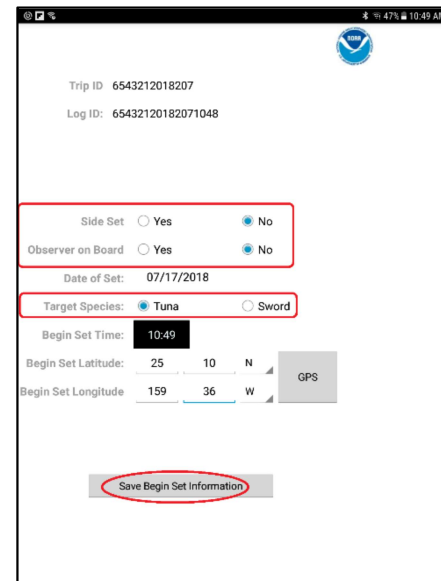 47% 10:49 AM
NOAA
Trip ID 6543212018207
Log ID: 65432120182071048
Side Set Yes No
Observer on Board Yes No
Date of Set: 07/17/2018
Target Species: Tuna Sword
Begin Set Time: 10:49
Begin Set Latitude: 25 10 N
GPS
Begin Set Longitude 159 36 W
Save Begin Set Information